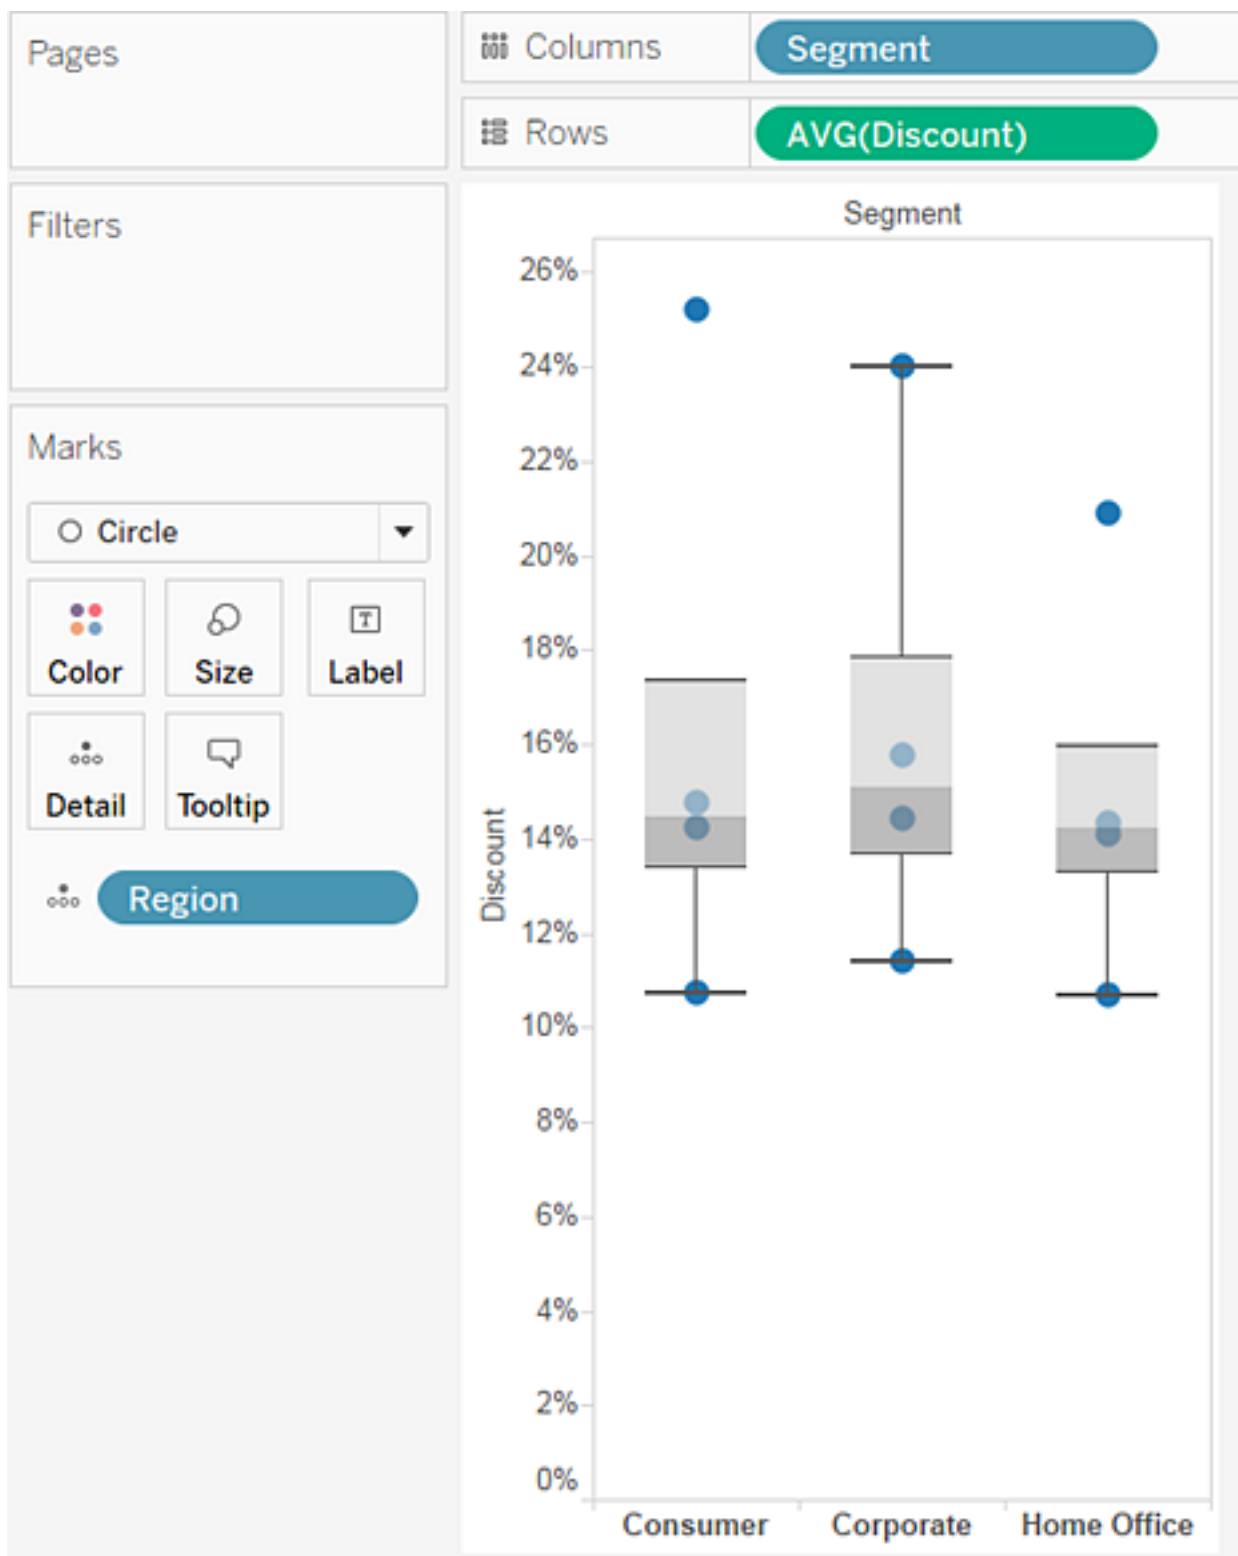 Pages
Columns
Segment
Rows
AVG(Discount)
Filters
Marks
Circle
Color
Size
Label
Detail
Tooltip
Region
Segment
26%
24%
22%
20%
18%
16%
14%
12%
10%
8%
6%
4%
2%
0%
Discount
Consumer
Corporate
Home Office